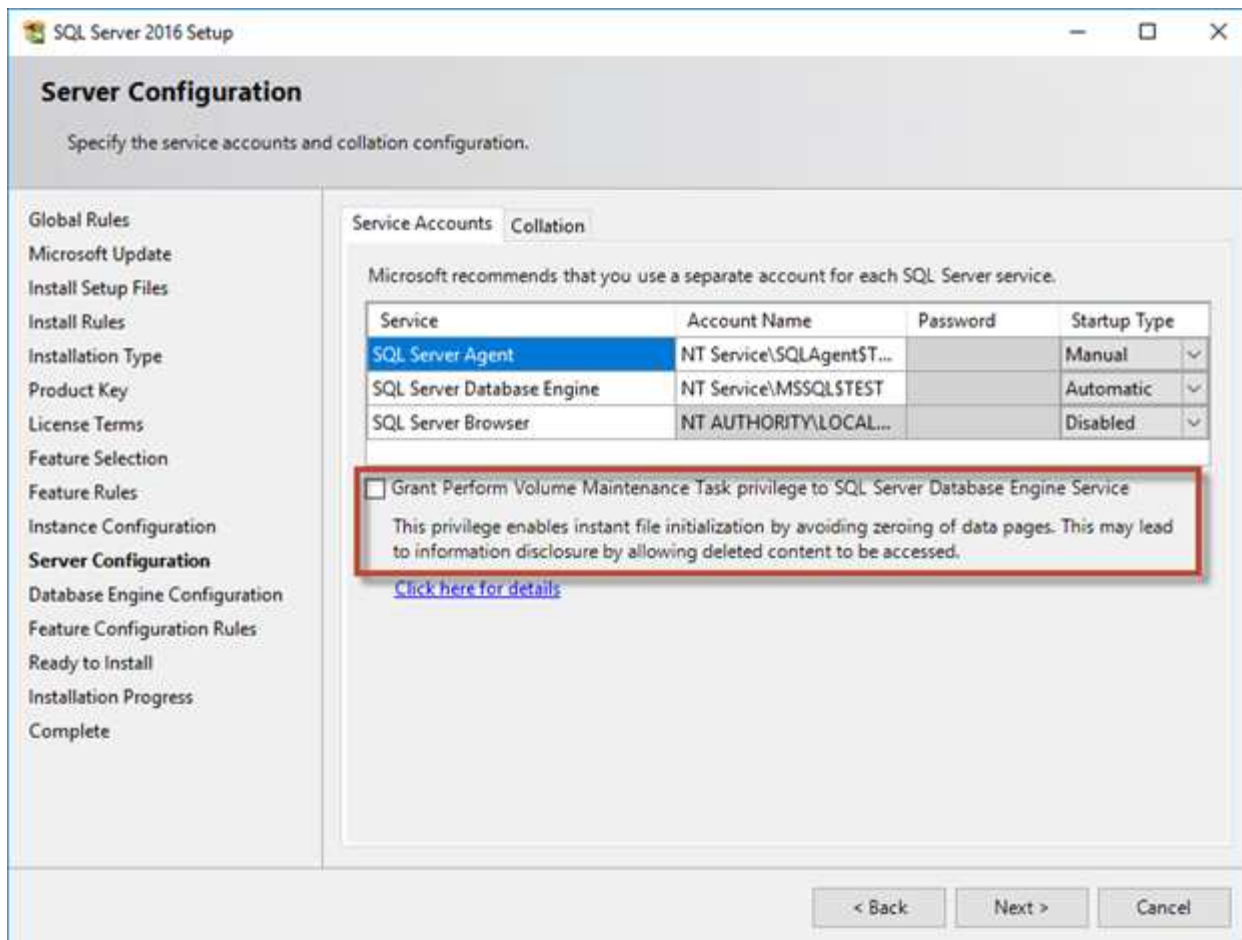 SQL Server 2016 Setup
Server Configuration
Specify the service accounts and collation configuration.
Global Rules
Microsoft Update
Install Setup Files
Install Rules
Installation Type
Product Key
License Terms
Feature Selection
Feature Rules
Instance Configuration
Server Configuration
Database Engine Configuration
Feature Configuration Rules
Ready to Install
Installation Progress
Complete
Service Accounts Collation
Microsoft recommends that you use a separate account for each SQL Server service.
Service Account Name Password Startup Type
SQL Server Agent NT Service\SQLAgent$T... Manual
SQL Server Database Engine NT Service\MSSQL$TEST Automatic
SQL Server Browser NT AUTHORITY\LOCAL... Disabled
Grant Perform Volume Maintenance Task privilege to SQL Server Database Engine Service
This privilege enables instant file initialization by avoiding zeroing of data pages. This may lead
to information disclosure by allowing deleted content to be accessed.
Click here for details
< Back Next > Cancel